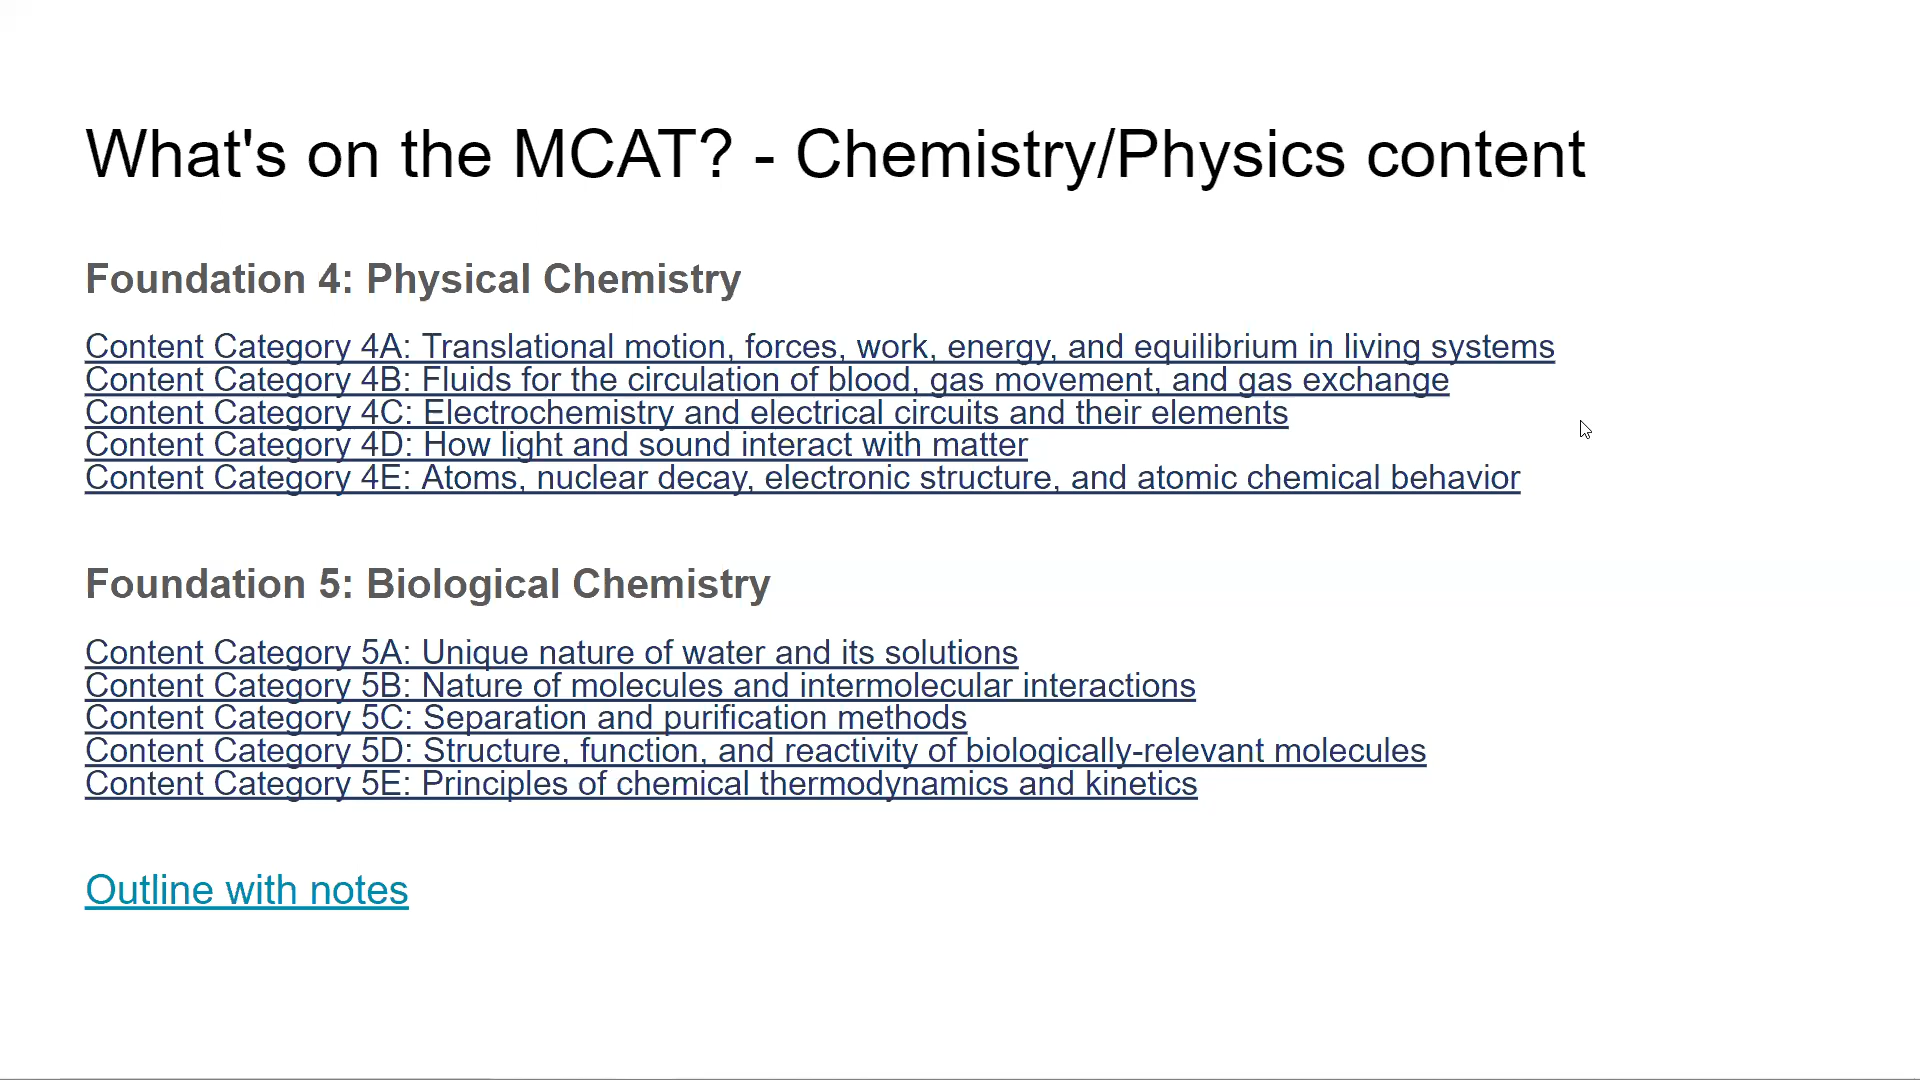 What's on the MCAT? - Chemistry/Physics content
Foundation 4: Physical Chemistry
Content Category 4A: Translational motion, forces, work, energy, and equilibrium in living systems
Content Category 4B: Fluids for the circulation of blood, gas movement, and gas exchange
Content Category 4C: Electrochemistry and electrical circuits and their elements
Content Category 4D: How light and sound interact with matter
Content Category 4E: Atoms, nuclear decay, electronic structure, and atomic chemical behavior
Foundation 5: Biological Chemistry
Content Category 5A: Unique nature of water and its solutions
Content Category 5B: Nature of molecules and intermolecular interactions
Content Category 5C: Separation and purification methods
Content Category 5D: Structure, function, and reactivity of biologically-relevant molecules
Content Category 5E: Principles of chemical thermodynamics and kinetics
Outline with notes